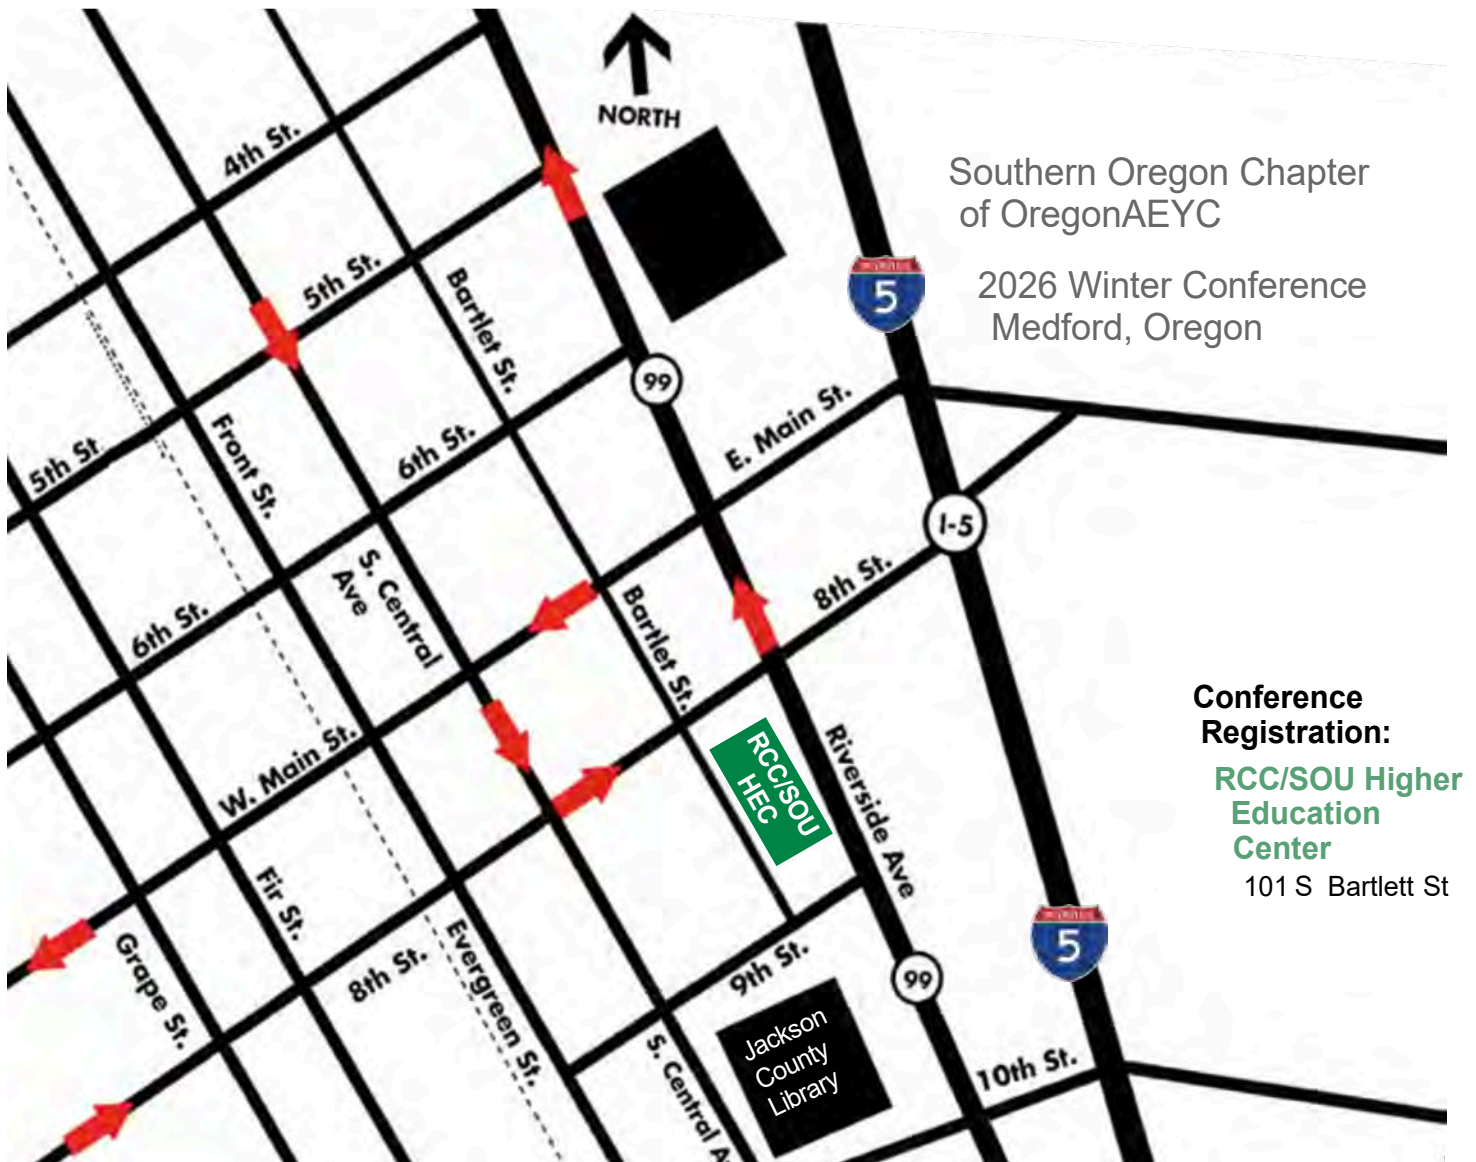 NORTH
4th St.
Southern Oregon Chapter
of OregonAEYC
5th St.
Bartlet St.
5
2026 Winter Conference
Medford, Oregon
99
E. Main St.
6th St.
Front St.
5th St.
I-5
S. Central
Ave
8th St.
Bartlet St.
6th St.
Conference
Registration:
RCC/SOU
HEC
Riverside Ave
W. Main St.
RCC/SOU Higher
Education
Center
101 S Bartlett St
Fir St.
Grape St.
8th St.
Evergreen St.
9th St.
5
99
Jackson
County
Library
S. Central A
10th St.